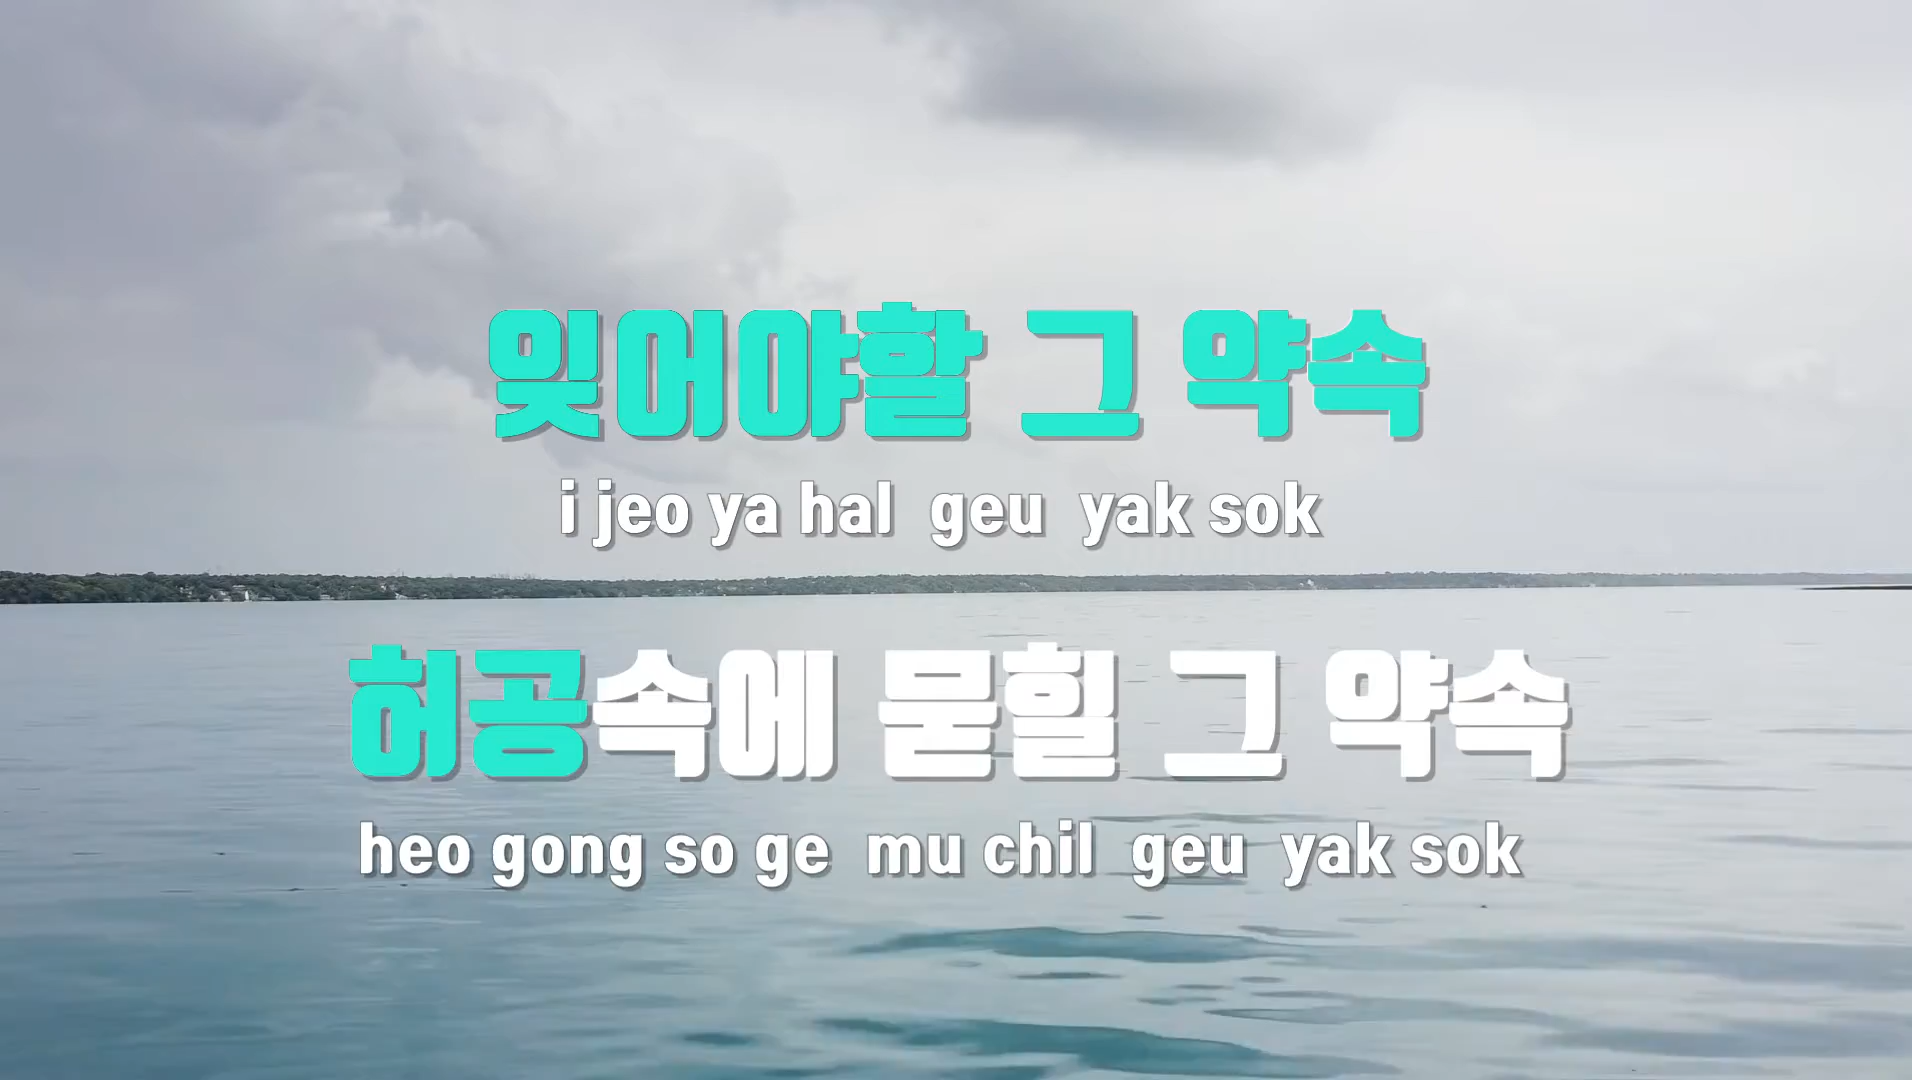 잊어야할 그 약속
i jeo ya hal geu yak sok
허공속에 묻힐 그 약속
heo gong so ge mu chil geu yak sok